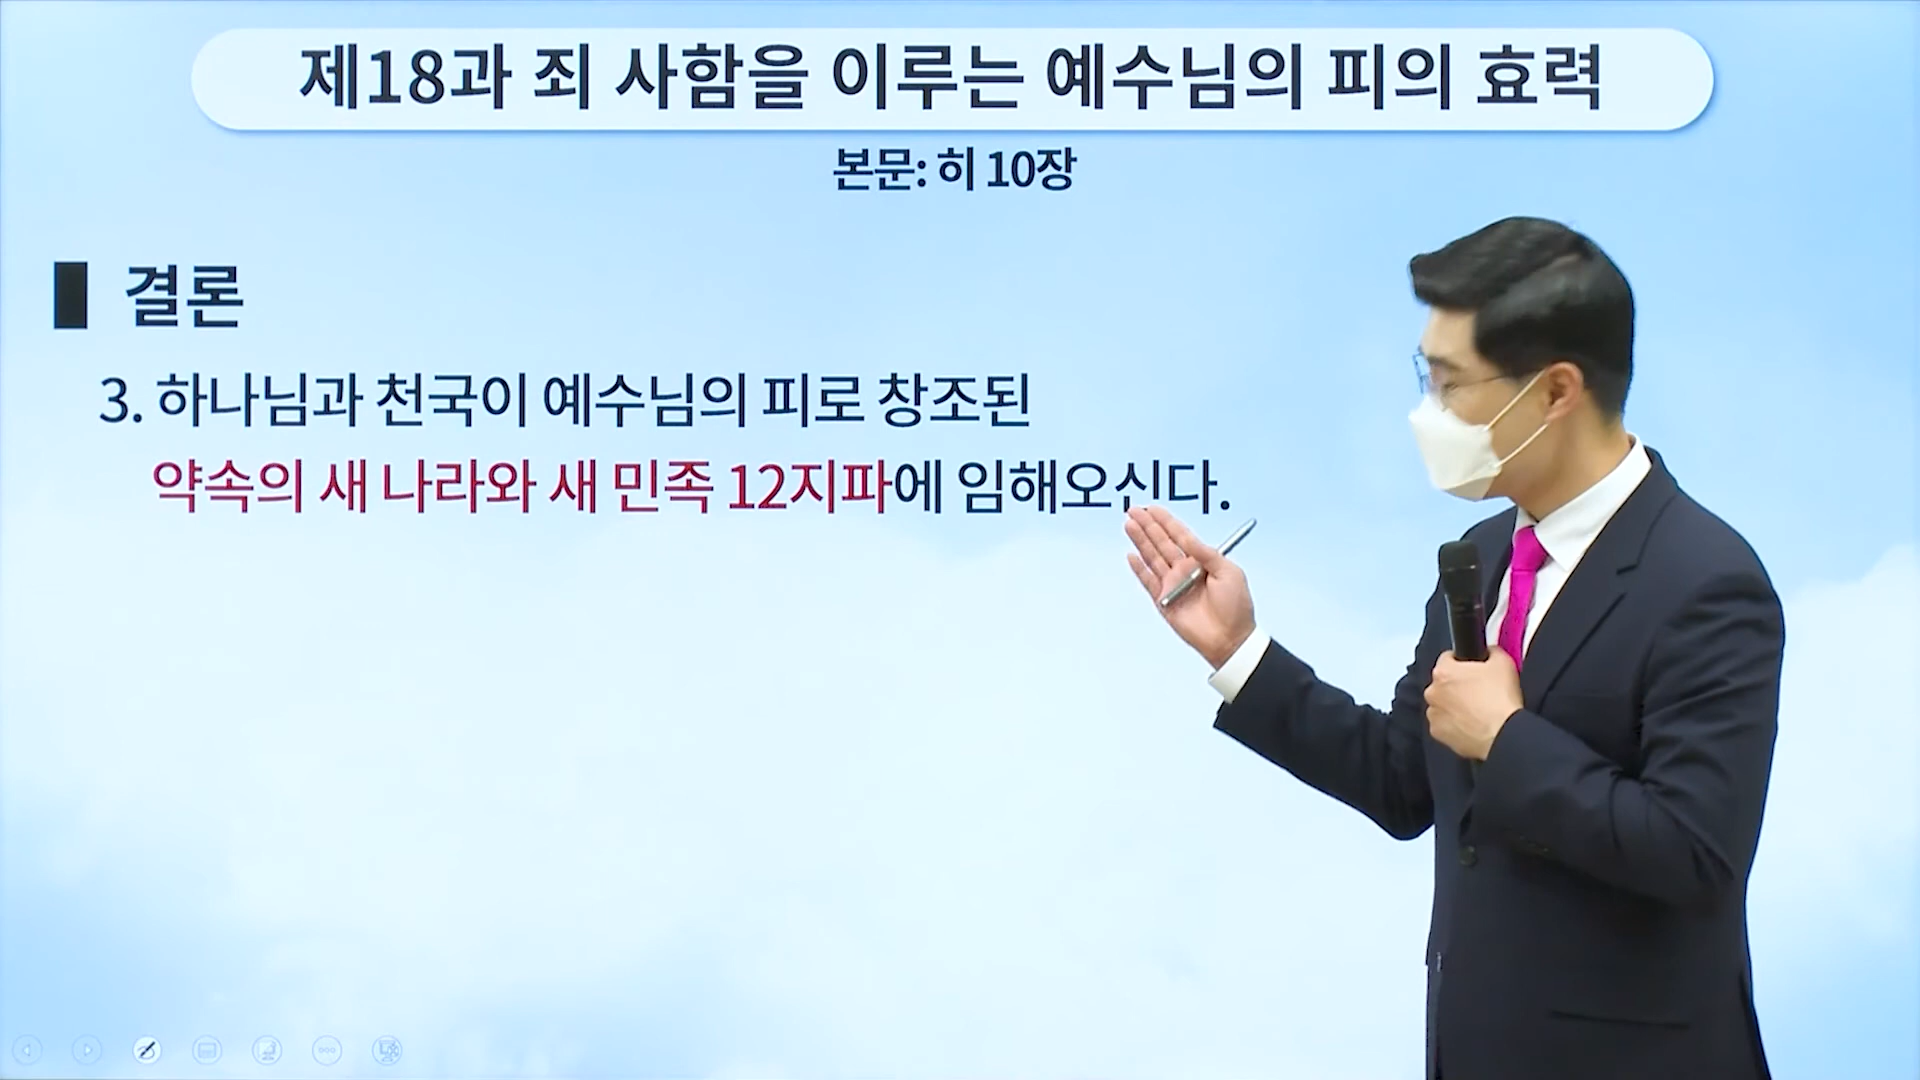 제18과 죄 사함을 이루는 예수님의 피의 효력
본문: 히 10장
결론
3. 하나님과 천국이 예수님의 피로 창조된
약속의 새 나라와 새 민족 12지파에 임해오신다.